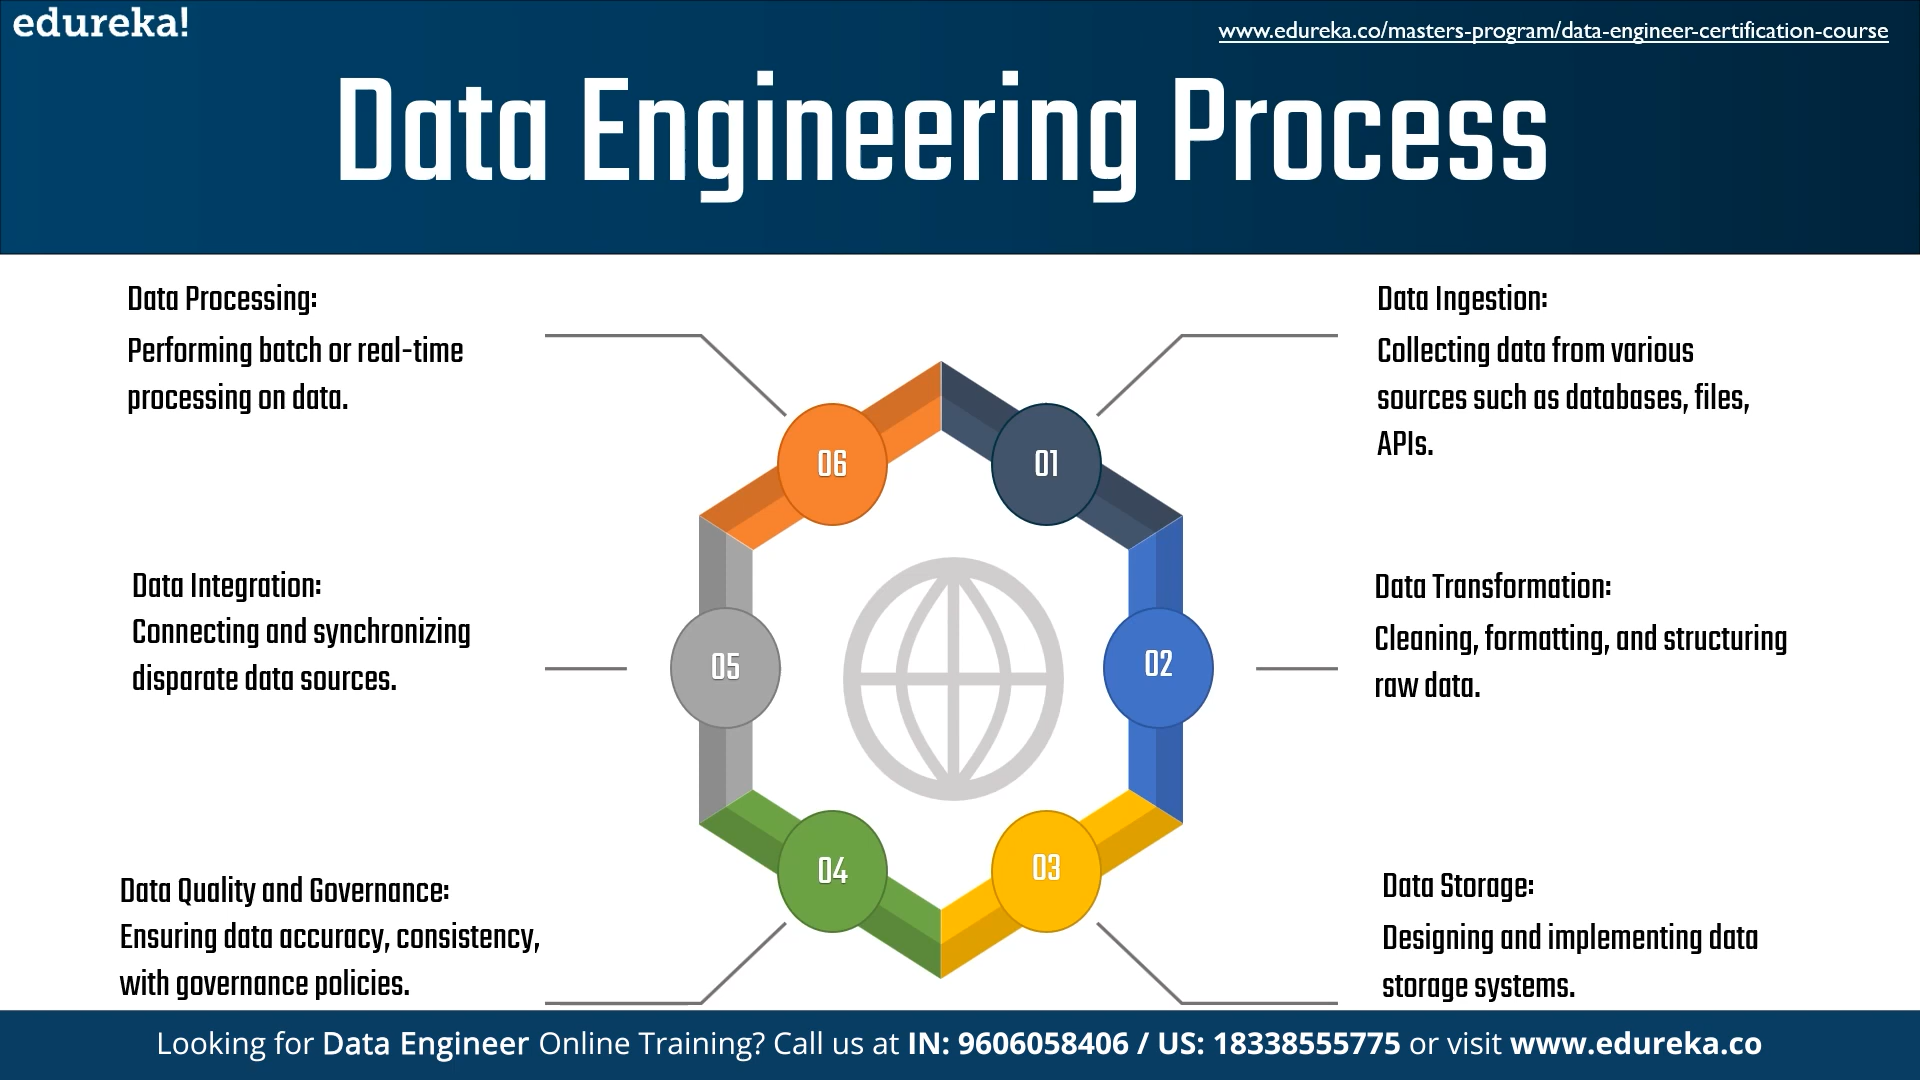 edureka!
www.edureka.co/masters-program/data-engineer-certification-course
Data Engineering Process
Data Processing:
Performing batch or real-time
processing on data.
Data Ingestion:
Collecting data from various
sources such as databases, files,
APIs.
06
01
Data Integration:
Connecting and synchronizing
disparate data sources.
05
02
Data Transformation:
Cleaning, formatting, and structuring
raw data.
04
03
Data Quality and Governance:
Ensuring data accuracy, consistency,
with governance policies.
Data Storage:
Designing and implementing data
storage systems.
Looking for Data Engineer Online Training? Call us at IN: 9606058406 / US: 18338555775 or visit www.edureka.co